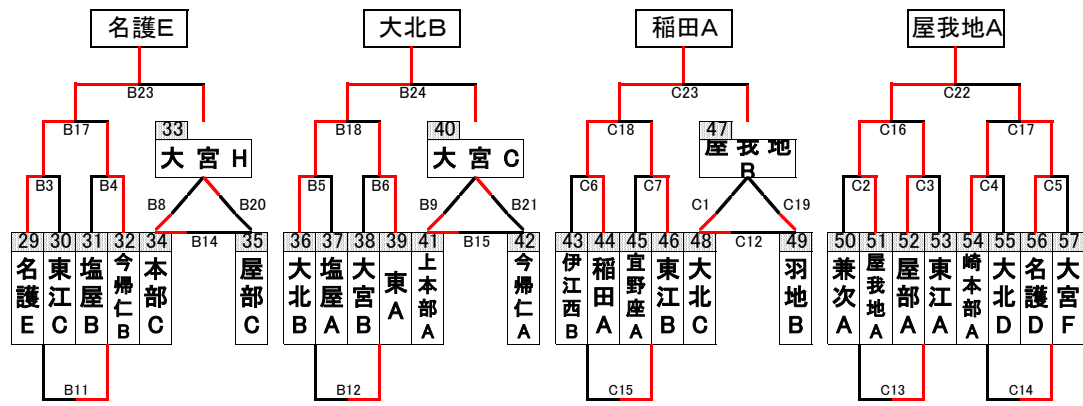 名護E 大北B 稲田A 屋我地A
B23 B24 C23 C22
B17 B18 C18 C16 C17
33 40 47
大宮H 大宮C 屋我地B
B3 B4 B5 B6 C6 C7 C2 C3 C4 C5
B8 B20 B9 B21 C1 C19
B14 B15 C12
29 30 31 32 34 35 36 37 38 39 41 42 43 44 45 46 48 49 50 51 52 53 54 55 56 57
名護E 東江C 塩屋B 今帰仁B 本部C 屋部C 大北B 塩屋A 大宮B 東A 上本部A 今帰仁A 伊江西B 稲田A 宜野座A 東江B 大北C 羽地B 兼次A 屋我地A 屋部A 東江A 崎本部A 大北D 名護D 大宮F
B11 B12 C15 C13 C14